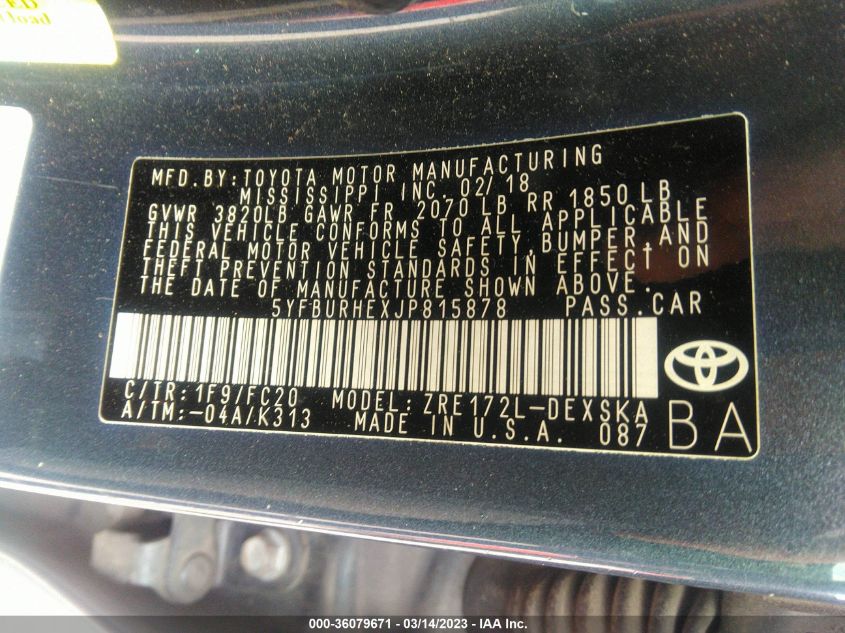 ED
load
MFD.BY:TOYOTA MOTOR MANUFACTURING
MISSISSIPPI INC. 02/18
GVWR 3820LB GAWR FR 2070 LB RR 1850 LB
THIS VEHICLE CONFORMS TO ALL APPLICABLE
FEDERAL MOTOR VEHICLE SAFETY,BUMPER,AND
THEFT PREVENTION STANDARDS IN EFFECT ON
THE DATE OF MANUFACTURE SHOWN ABOVE.
5YFBURHEXJP815878 PASS.CAR
C/TR:1F9/FC20 MODEL:ZRE172L-DEXSKA
A/TM:-04A/K313 MADE IN U.S.A. 087
BA
000-36079671 - 03/14/2023 - IAA Inc.